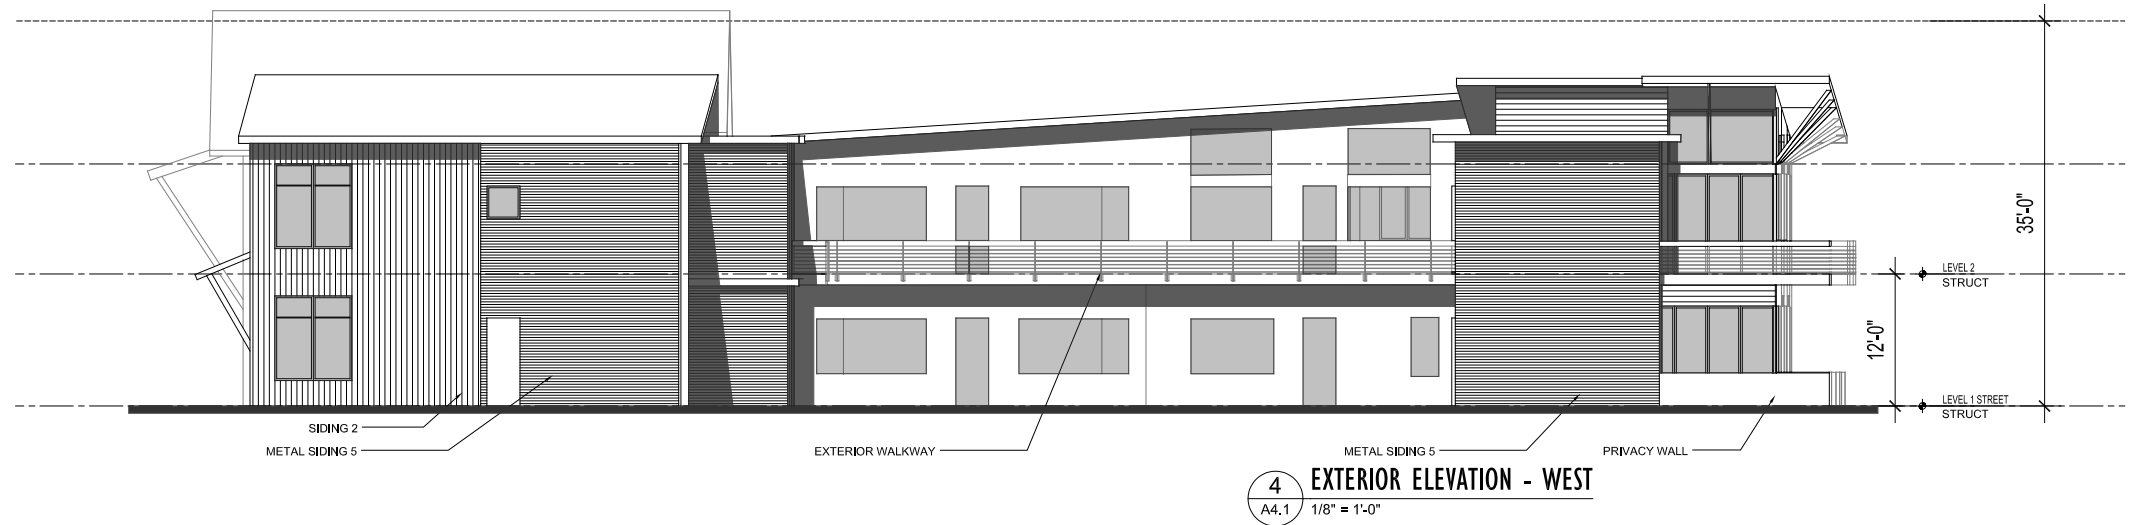 35'-0"
LEVEL 2
STRUCT
12'-0"
LEVEL 1 STREET
STRUCT
SIDING 2
METAL SIDING 5
EXTERIOR WALKWAY
METAL SIDING 5
PRIVACY WALL
4
A4.1
EXTERIOR ELEVATION - WEST
1/8" = 1'-0"